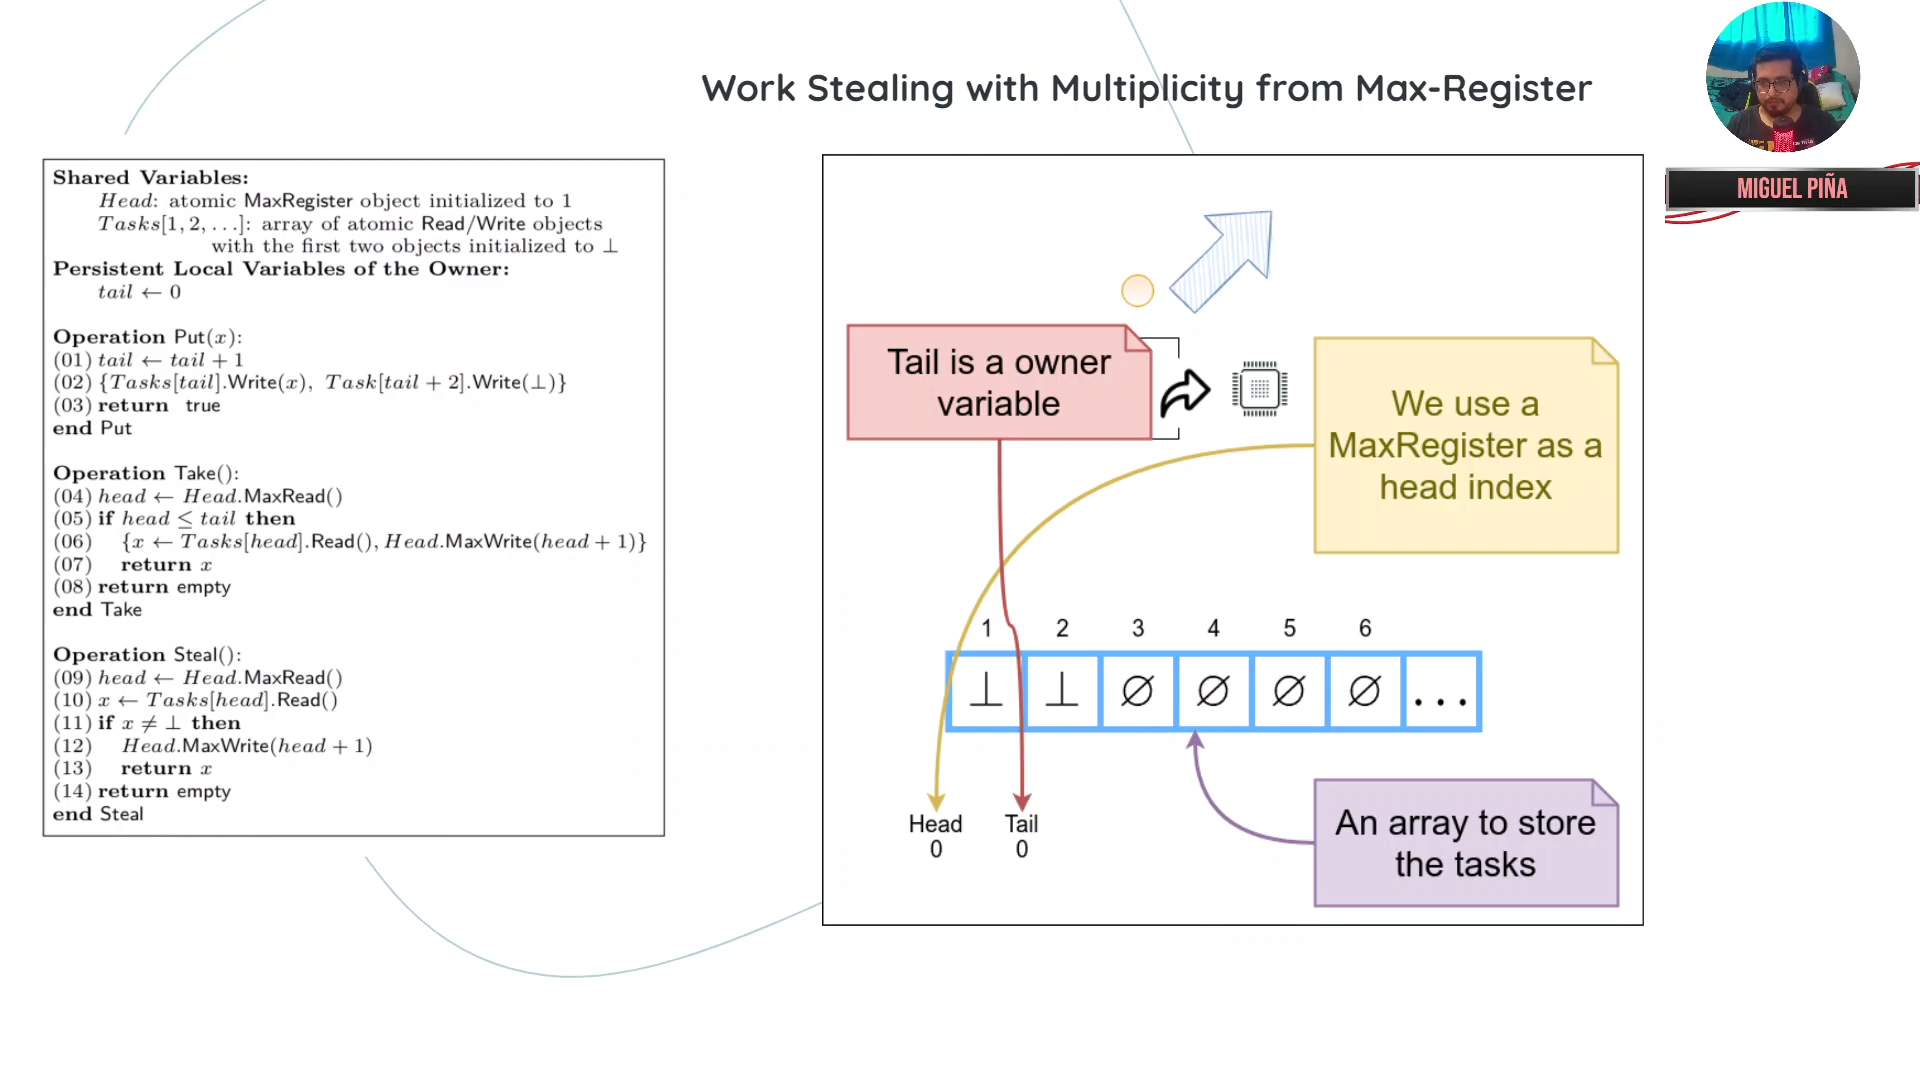 Work Stealing with Multiplicity from Max-Register
MIGUEL PIÑA
Shared Variables:
Head: atomic MaxRegister object initialized to 1
Tasks[1, 2, . . .]: array of atomic Read/Write objects
with the first two objects initialized to ⊥
Persistent Local Variables of the Owner:
tail ← 0
Operation Put(x):
(01) tail ← tail + 1
(02) {Tasks[tail].Write(x), Task[tail + 2].Write(⊥)}
(03) return true
end Put
Operation Take():
(04) head ← Head.MaxRead()
(05) if head ≤ tail then
(06) {x ← Tasks[head].Read(), Head.MaxWrite(head + 1)}
(07) return x
(08) return empty
end Take
Operation Steal():
(09) head ← Head.MaxRead()
(10) x ← Tasks[head].Read()
(11) if x ≠ ⊥ then
(12) Head.MaxWrite(head + 1)
(13) return x
(14) return empty
end Steal
Tail is a owner
variable
We use a
MaxRegister as a
head index
1 2 3 4 5 6
⊥ ⊥ ∅ ∅ ∅ ∅ ...
Head Tail
0 0
An array to store
the tasks